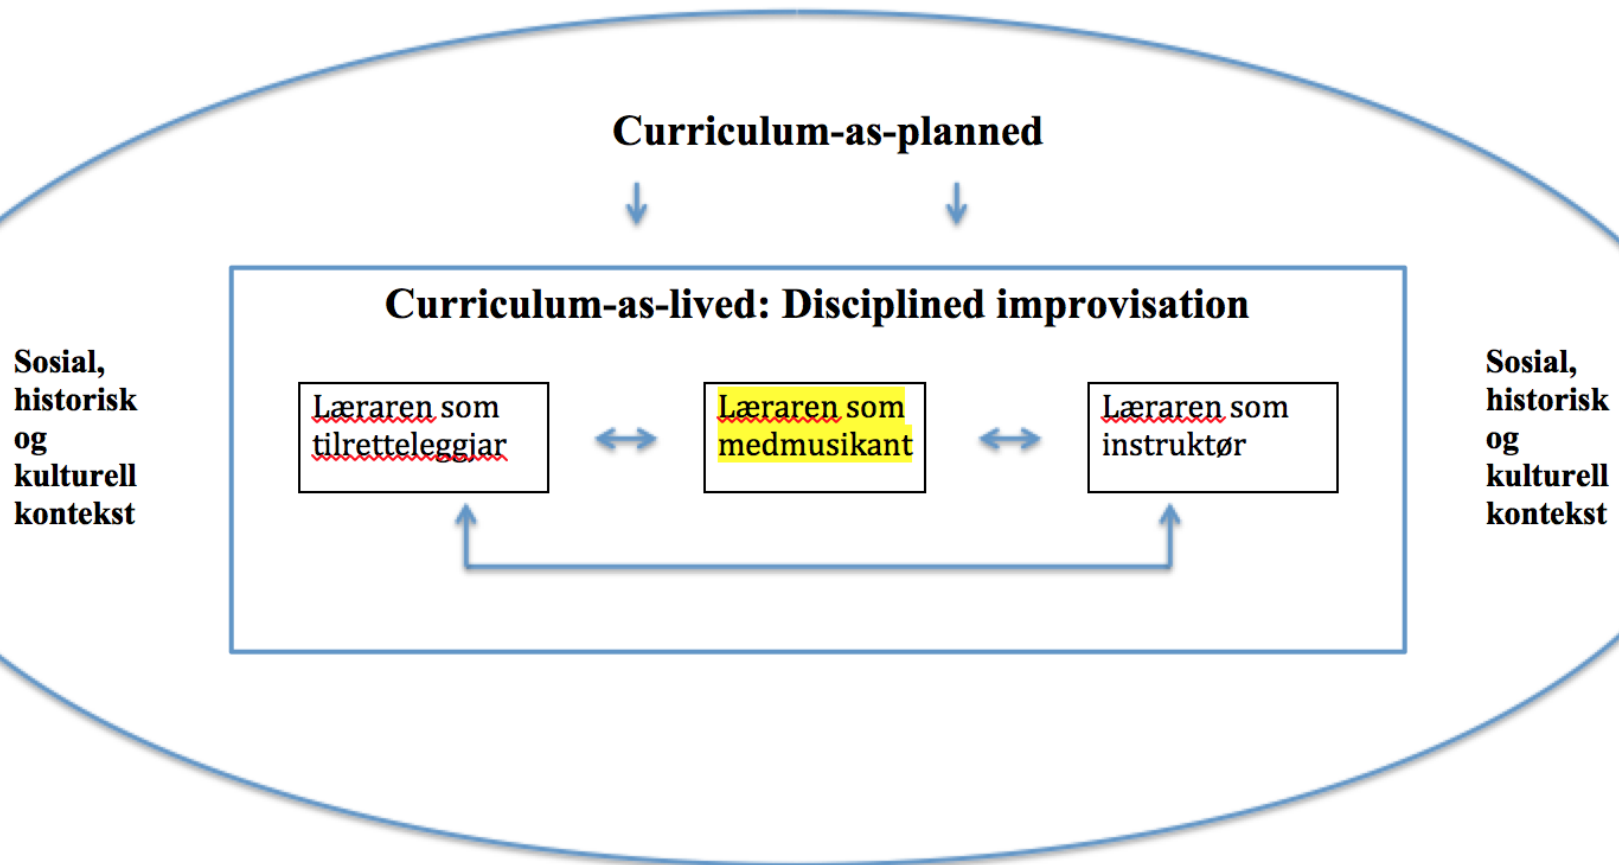 Curriculum-as-planned
Curriculum-as-lived: Disciplined improvisation
Sosial,
historisk
og
kulturell
kontekst
Læraren som
tilretteleggjar
Læraren som
medmusikant
Læraren som
instruktør
Sosial,
historisk
og
kulturell
kontekst